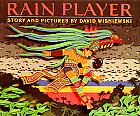 RAIN PLAYER
STORY AND PICTURES BY DAVID WISNIEWSKI